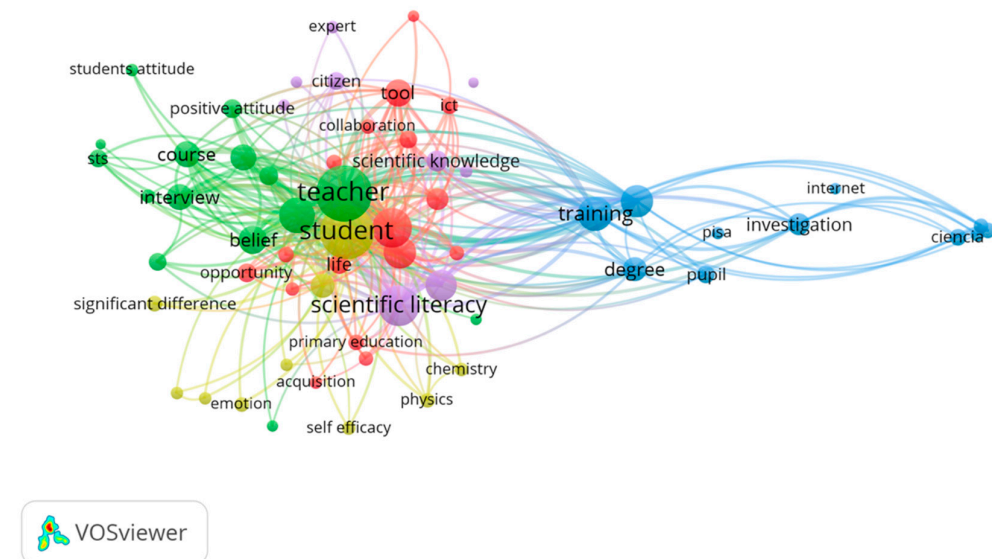 expert
students attitude
citizen
tool
positive attitude
ict
collaboration
sts
course
scientific knowledge
teacher
interview
internet
training
student
belief
investigation
pisa
ciencia
life
opportunity
degree
pupil
significant difference
scientific literacy
primary education
chemistry
acquisition
emotion
physics
self efficacy
VOSviewer